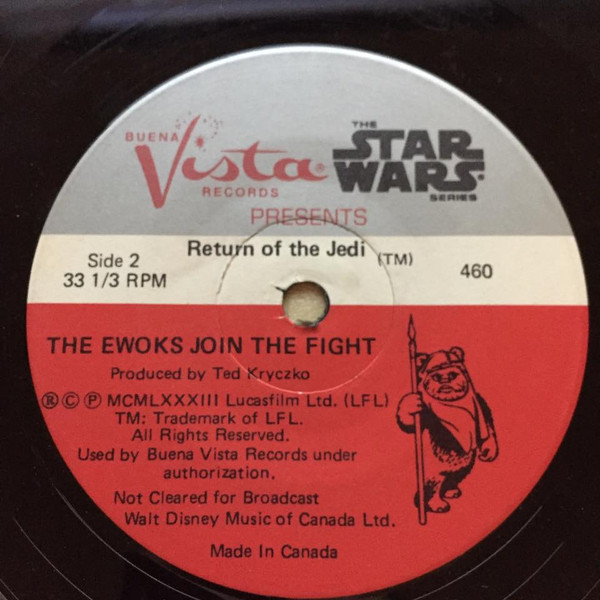 BUENA
Vista®
RECORDS
THE
STAR
WARS®
SERIES
PRESENTS
Return of the Jedi (TM)
Side 2
33 1/3 RPM
460
THE EWOKS JOIN THE FIGHT
Produced by Ted Kryczko
Ⓡ Ⓒ Ⓟ MCMLXXXIII Lucasfilm Ltd. (LFL)
TM: Trademark of LFL.
All Rights Reserved.
Used by Buena Vista Records under
authorization.
Not Cleared for Broadcast
Walt Disney Music of Canada Ltd.
Made In Canada